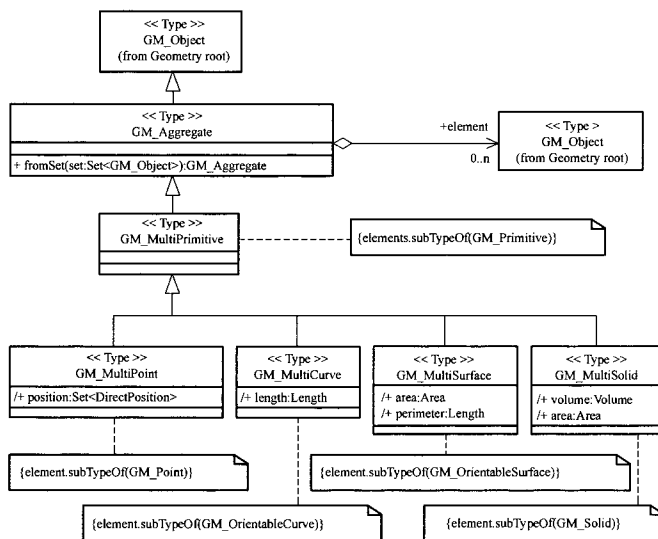 << Type >>
GM_Object
(from Geometry root)
<< Type >>
GM_Aggregate
+ fromSet(set:Set<GM_Object>):GM_Aggregate
+element
0..n
<< Type >
GM_Object
(from Geometry root)
<< Type >>
GM_MultiPrimitive
{elements.subTypeOf(GM_Primitive}
<< Type >>
GM_MultiPoint
/+ position:Set<DirectPosition>
<< Type >>
GM_MultiCurve
/+ length:Length
<< Type >>
GM_MultiSurface
/+ area:Area
/+ perimeter:Length
<< Type >>
GM_MultiSolid
/+ volume:Volume
/+ area:Area
{element.subTypeOf(GM_Point)}
{element.subTypeOf(GM_OrientableSurface)}
{element.subTypeOf(GM_OrientableCurve)}
{element.subTypeOf(GM_Solid)}